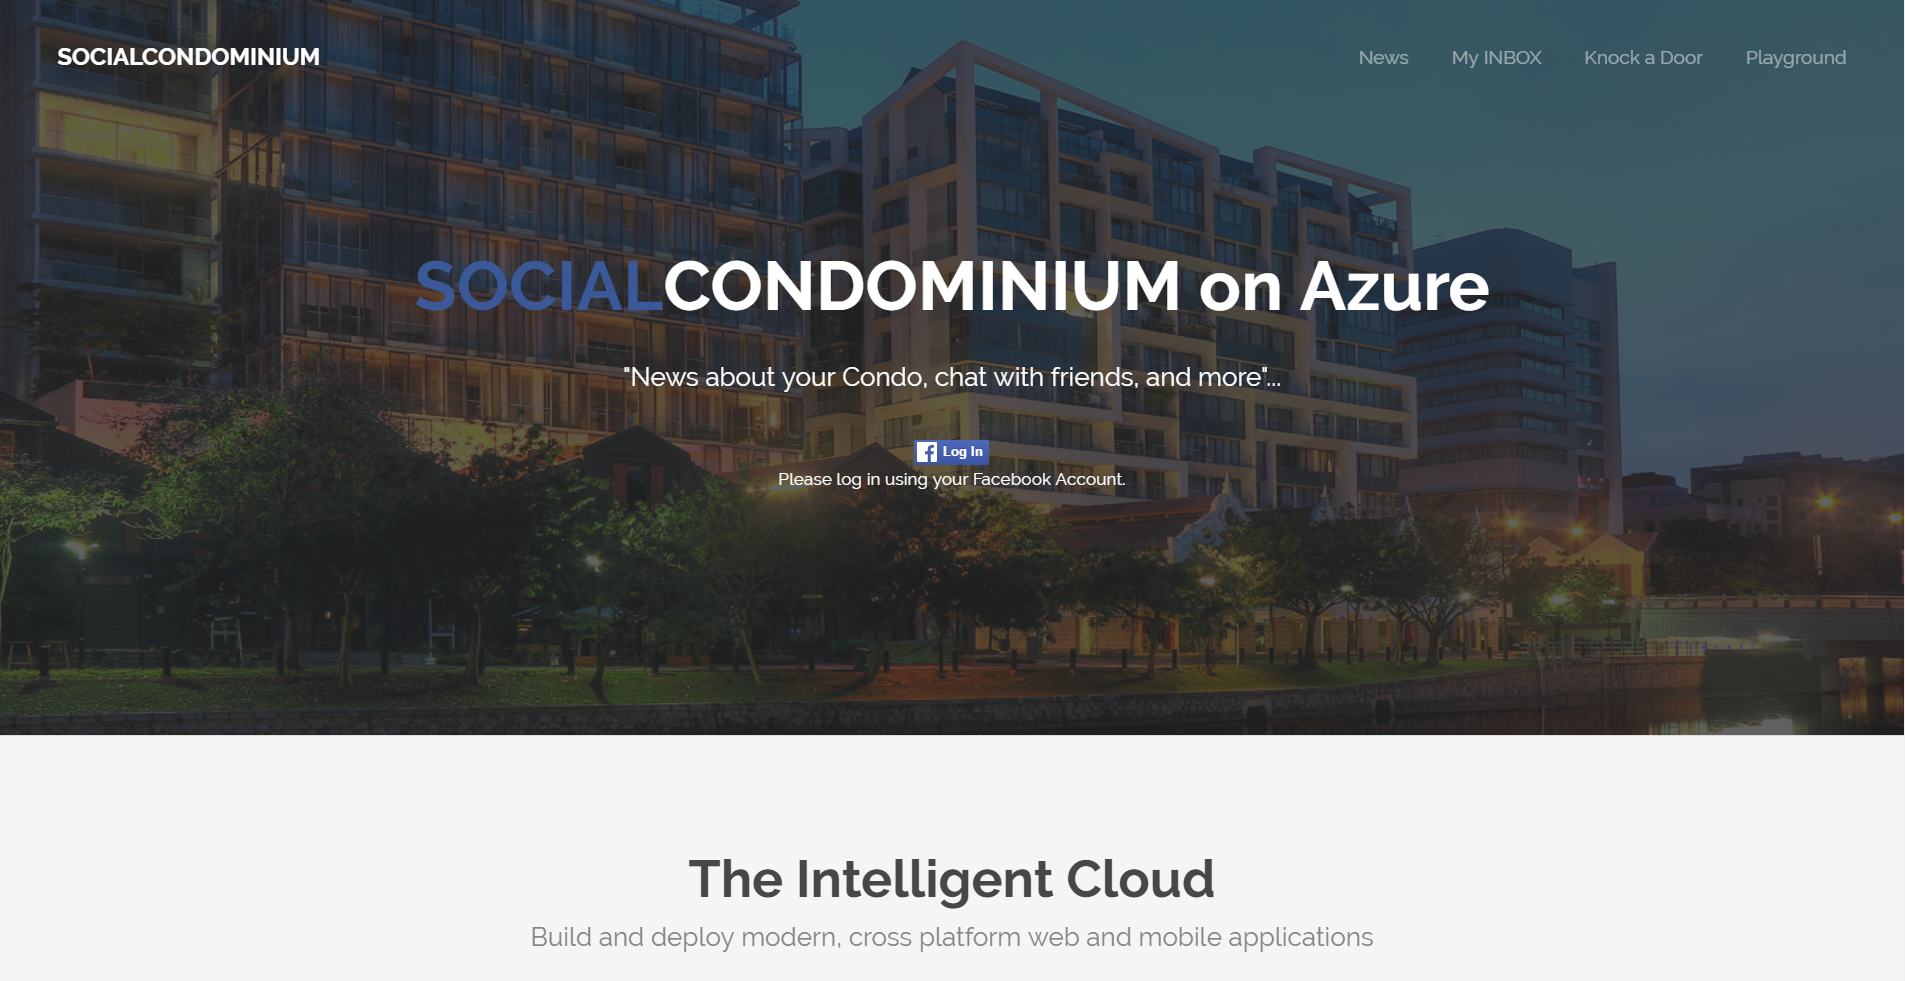 SOCIALCONDOMINIUM
News My INBOX Knock a Door Playground
SOCIALCONDOMINIUM on Azure
"News about your Condo, chat with friends, and more"...
Log In
Please log in using your Facebook Account.
The Intelligent Cloud
Build and deploy modern, cross platform web and mobile applications